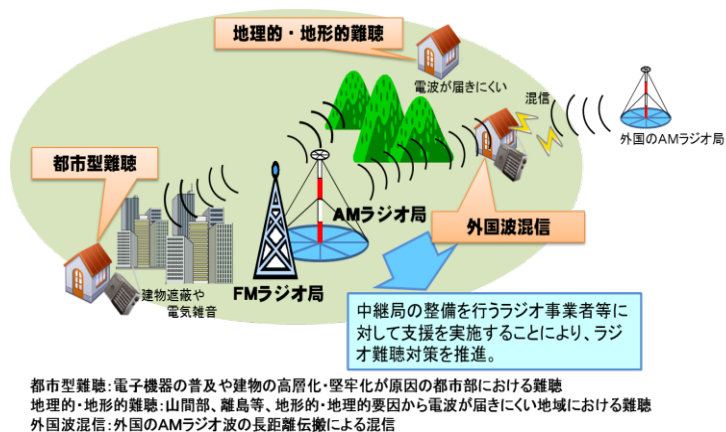 地理的・地形的難聴
電波が届きにくい
混信
外国のAMラジオ局
都市型難聴
AMラジオ局
外国波混信
FMラジオ局
建物遮蔽や
電気雑音
中継局の整備を行うラジオ事業者等に
対して支援を実施することにより、ラジ
オ難聴対策を推進。
都市型難聴：電子機器の普及や建物の高層化・堅牢化が原因の都市部における難聴
地理的・地形的難聴：山間部、離島等、地形的・地理的要因から電波が届きにくい地域における難聴
外国波混信：外国のAMラジオ波の長距離伝搬による混信